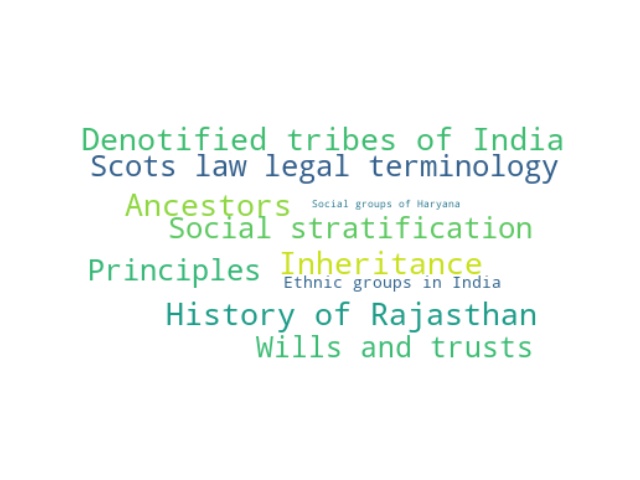 Denotified tribes of India
Scots law legal terminology
Ancestors
Social groups of Haryana
Social stratification
Principles
Inheritance
Ethnic groups in India
History of Rajasthan
Wills and trusts